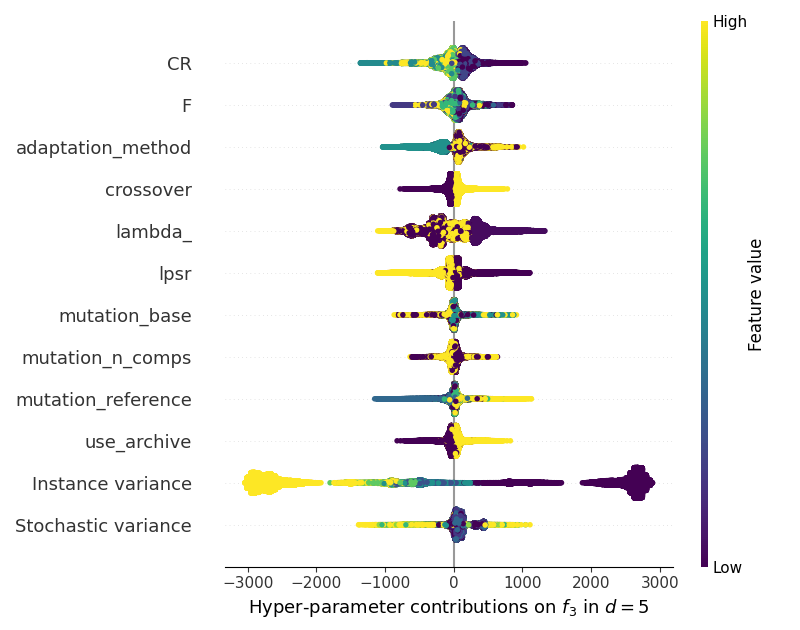 High
CR
F
adaptation_method
crossover
lambda_
lpsr
mutation_base
mutation_n_comps
mutation_reference
use_archive
Instance variance
Stochastic variance
Feature value
Low
−3000 −2000 −1000 0 1000 2000 3000
Hyper-parameter contributions on f₃ in d = 5